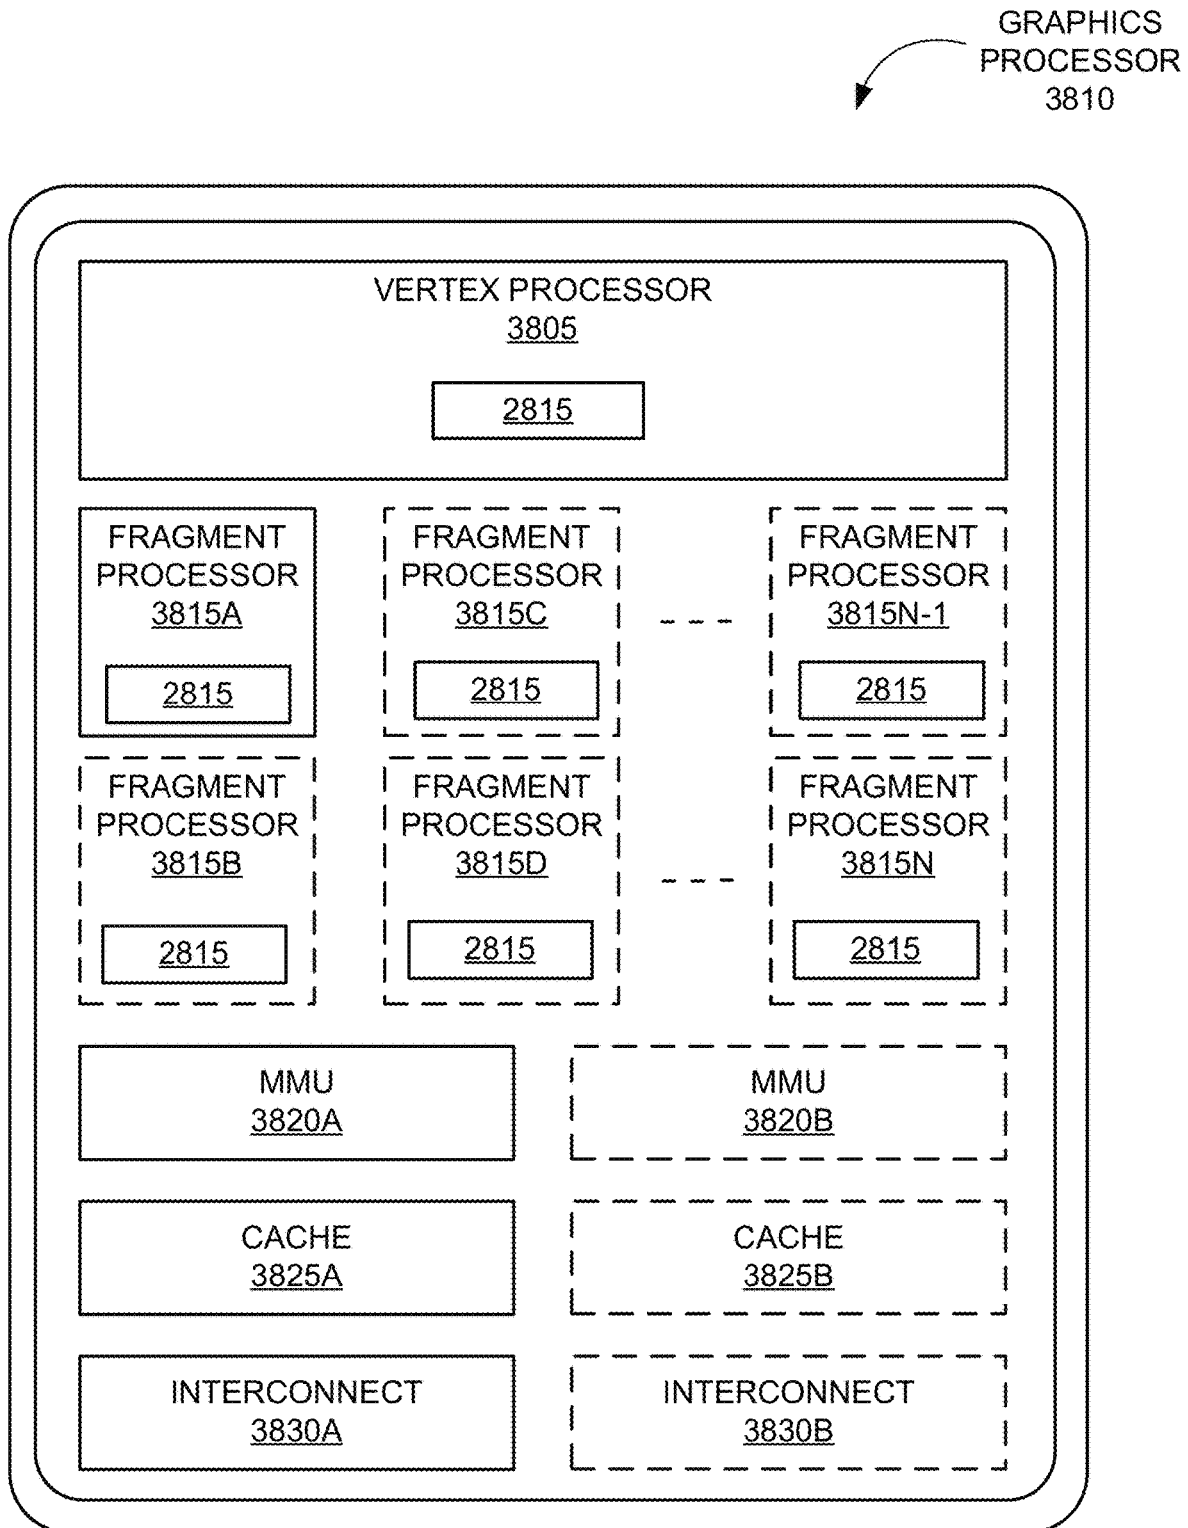 GRAPHICS
PROCESSOR
3810
VERTEX PROCESSOR
3805
2815
FRAGMENT
PROCESSOR
3815A
2815
FRAGMENT
PROCESSOR
3815C
2815
FRAGMENT
PROCESSOR
3815N-1
2815
FRAGMENT
PROCESSOR
3815B
2815
FRAGMENT
PROCESSOR
3815D
2815
FRAGMENT
PROCESSOR
3815N
2815
MMU
3820A
MMU
3820B
CACHE
3825A
CACHE
3825B
INTERCONNECT
3830A
INTERCONNECT
3830B